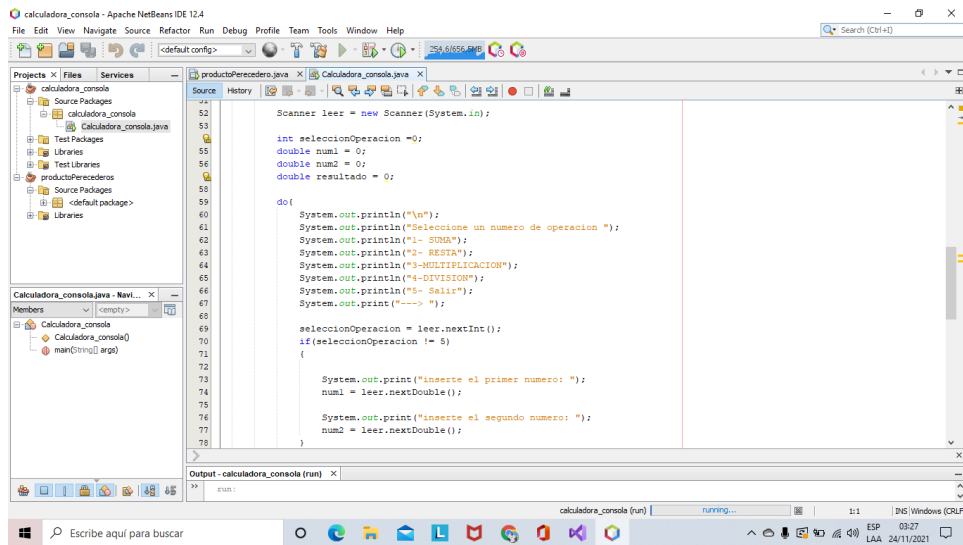 calculadora_consola - Apache NetBeans IDE 12.4
File Edit View Navigate Source Refactor Run Debug Profile Team Tools Window Help
Search (Ctrl+I)
<default config>
254,6/656,5MB
Projects Files Services
calculadora_consola
Source Packages
calculadora_consola
Calculadora_consola.java
Test Packages
Libraries
Test Libraries
productoPerecederos
Source Packages
<default package>
Libraries
Calculadora_consola.java - Navi...
Members <empty>
Calculadora_consola
Calculadora_consola()
main(String[] args)
productoPerecedero.java Calculadora_consola.java
Source History
51
52 Scanner leer = new Scanner(System.in);
53
int seleccionOperacion =0;
55 double num1 = 0;
56 double num2 = 0;
double resultado = 0;
58
59 do{
60 System.out.println("\n");
61 System.out.println("Seleccione un numero de operacion ");
62 System.out.println("1- SUMA");
63 System.out.println("2- RESTA");
64 System.out.println("3-MULTIPLICACION");
65 System.out.println("4-DIVISION");
66 System.out.println("5- Salir");
67 System.out.print("---> ");
68
69 seleccionOperacion = leer.nextInt();
70 if(seleccionOperacion != 5)
71 {
72
73 System.out.print("inserte el primer numero: ");
74 num1 = leer.nextDouble();
75
76 System.out.print("inserte el segundo numero: ");
77 num2 = leer.nextDouble();
78 }
Output - calculadora_consola (run)
run:
calculadora_consola (run) running... 1:1 INS Windows (CRLF
Escribe aquí para buscar
ESP
LAA
03:27
24/11/2021